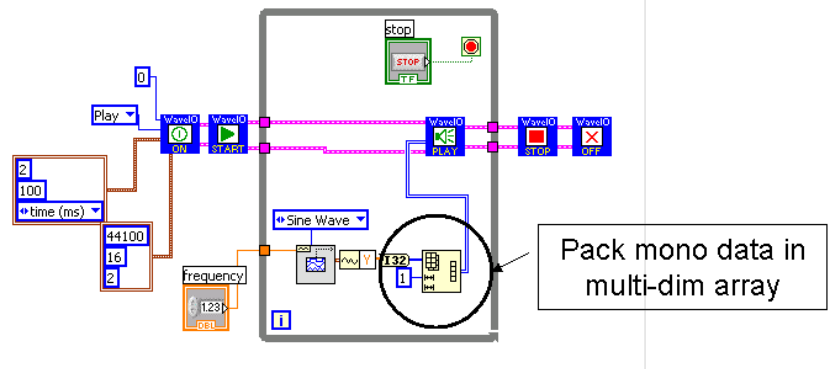 stop
STOP
TF
0
Play
WaveIO
ON
WaveIO
START
WaveIO
PLAY
WaveIO
STOP
WaveIO
OFF
2
100
time (ms)
44100
16
2
Sine Wave
frequency
1.23
DBL
Y
I32
1
i
Pack mono data in
multi-dim array